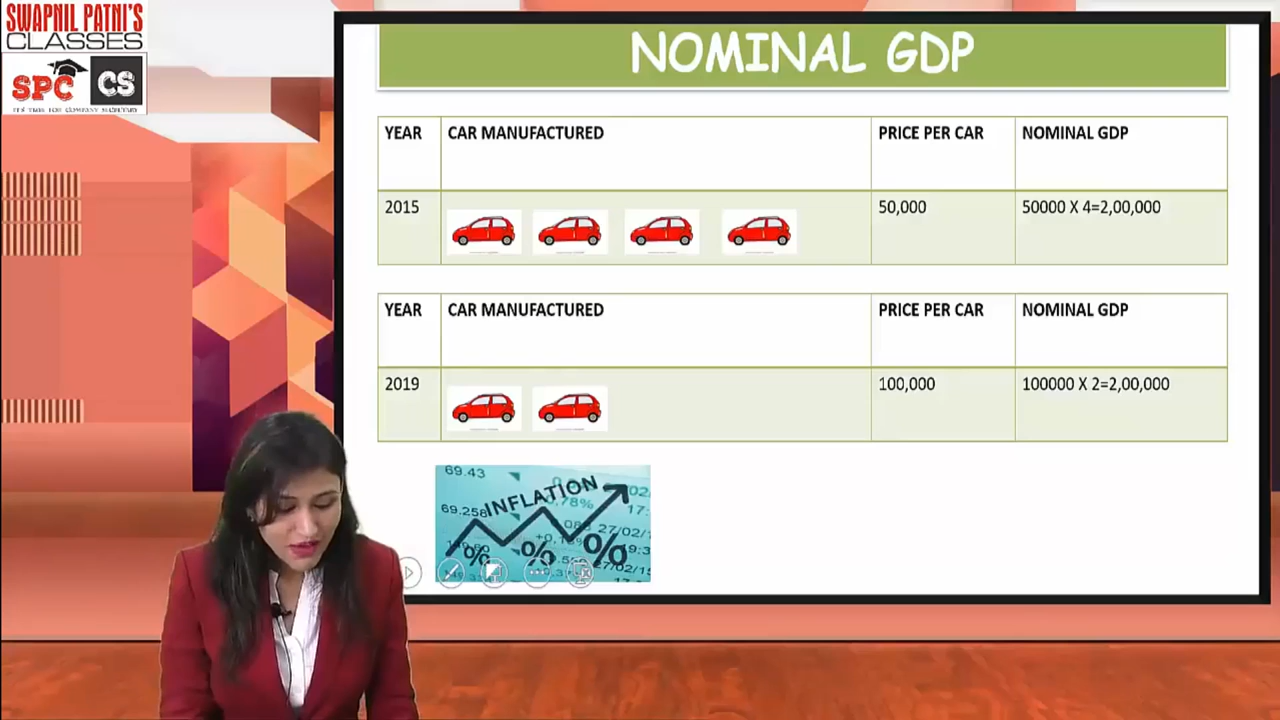 SWAPNIL PATNI'S
CLASSES
SPC CS
NOMINAL GDP
YEAR CAR MANUFACTURED PRICE PER CAR NOMINAL GDP
2015 50,000 50000 X 4=2,00,000
YEAR CAR MANUFACTURED PRICE PER CAR NOMINAL GDP
2019 100,000 100000 X 2=2,00,000
69.43
INFLATION
69.258
27/02/
% % %